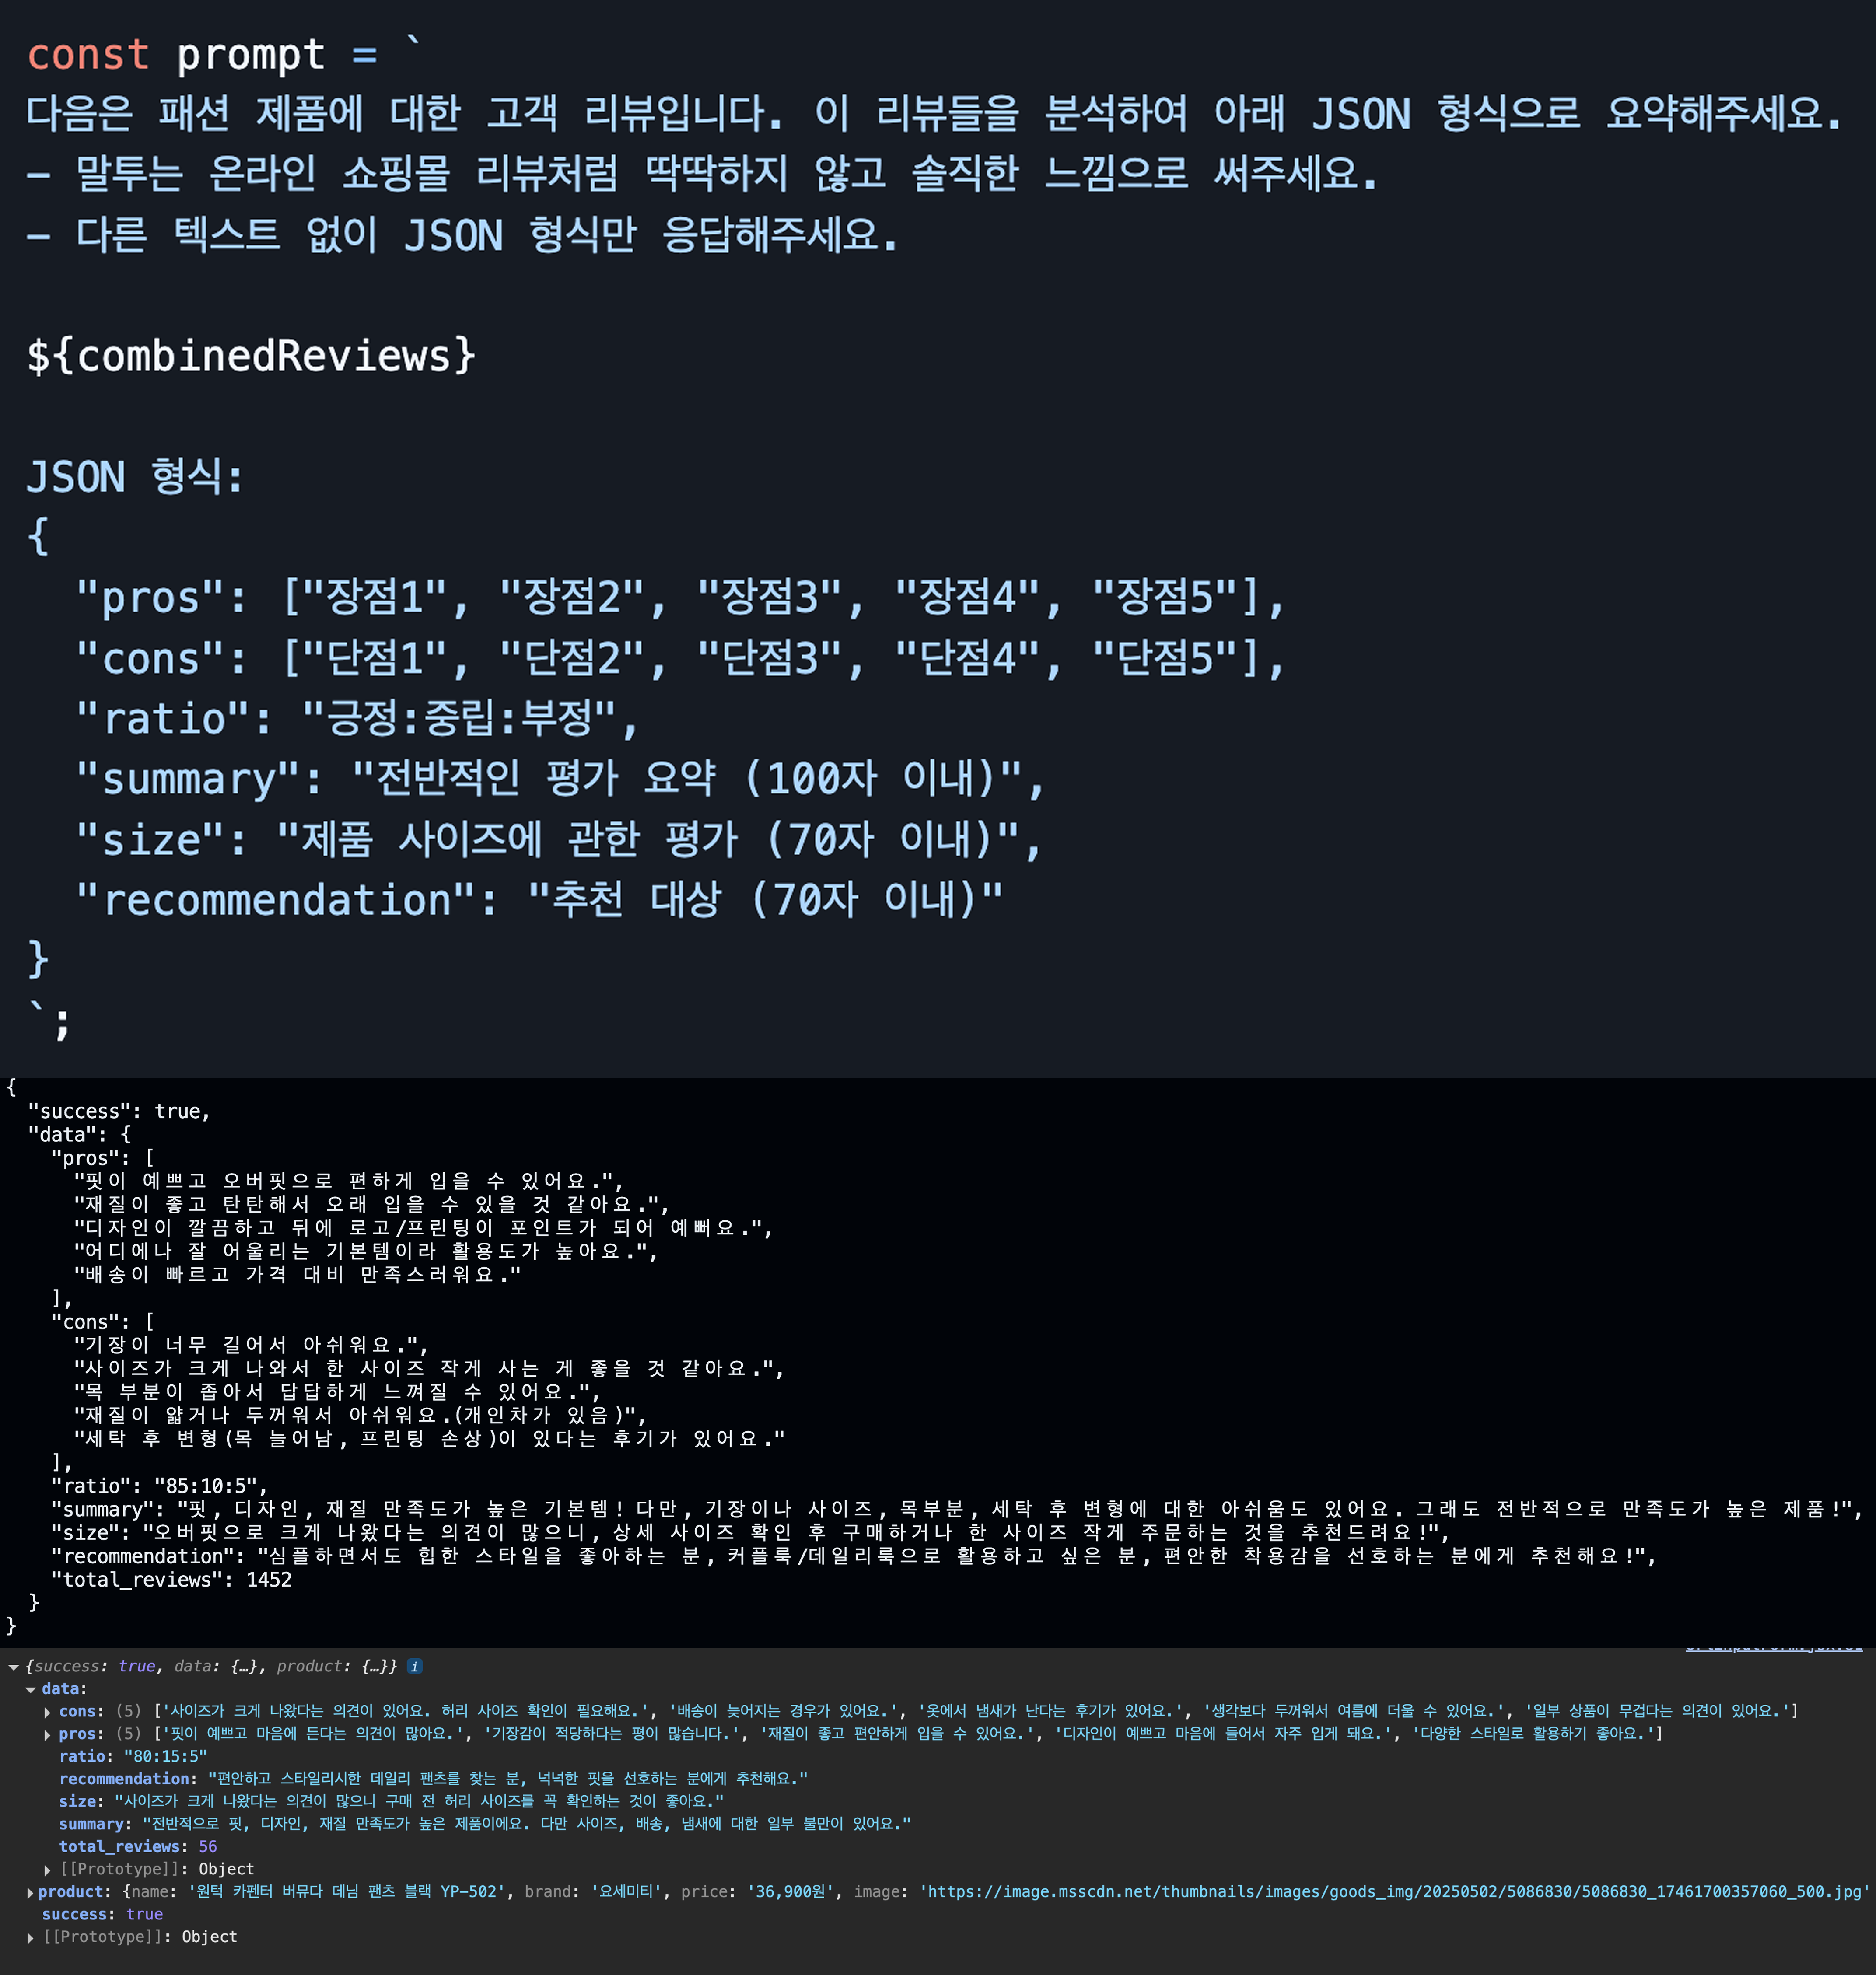 const prompt = `
다음은 패션 제품에 대한 고객 리뷰입니다. 이 리뷰들을 분석하여 아래 JSON 형식으로 요약해주세요.
– 말투는 온라인 쇼핑몰 리뷰처럼 딱딱하지 않고 솔직한 느낌으로 써주세요.
– 다른 텍스트 없이 JSON 형식만 응답해주세요.
${combinedReviews}
JSON 형식:
{
"pros": ["장점1", "장점2", "장점3", "장점4", "장점5"],
"cons": ["단점1", "단점2", "단점3", "단점4", "단점5"],
"ratio": "긍정:중립:부정",
"summary": "전반적인 평가 요약 (100자 이내)",
"size": "제품 사이즈에 관한 평가 (70자 이내)",
"recommendation": "추천 대상 (70자 이내)"
}
`;
{
"success": true,
"data": {
"pros": [
"핏이 예쁘고 오버핏으로 편하게 입을 수 있어요.",
"재질이 좋고 탄탄해서 오래 입을 수 있을 것 같아요.",
"디자인이 깔끔하고 뒤에 로고/프린팅이 포인트가 되어 예뻐요.",
"어디에나 잘 어울리는 기본템이라 활용도가 높아요.",
"배송이 빠르고 가격 대비 만족스러워요."
],
"cons": [
"기장이 너무 길어서 아쉬워요.",
"사이즈가 크게 나와서 한 사이즈 작게 사는 게 좋을 것 같아요.",
"목 부분이 좁아서 답답하게 느껴질 수 있어요.",
"재질이 얇거나 두꺼워서 아쉬워요.(개인차가 있음)",
"세탁 후 변형(목 늘어남, 프린팅 손상)이 있다는 후기가 있어요."
],
"ratio": "85:10:5",
"summary": "핏, 디자인, 재질 만족도가 높은 기본템! 다만, 기장이나 사이즈, 목부분, 세탁 후 변형에 대한 아쉬움도 있어요. 그래도 전반적으로 만족도가 높은 제품!",
"size": "오버핏으로 크게 나왔다는 의견이 많으니, 상세 사이즈 확인 후 구매하거나 한 사이즈 작게 주문하는 것을 추천드려요!",
"recommendation": "심플하면서도 힙한 스타일을 좋아하는 분, 커플룩/데일리룩으로 활용하고 싶은 분, 편안한 착용감을 선호하는 분에게 추천해요!",
"total_reviews": 1452
}
}
{success: true, data: {…}, product: {…}} i
data:
cons: (5) ['사이즈가 크게 나왔다는 의견이 있어요. 허리 사이즈 확인이 필요해요.', '배송이 늦어지는 경우가 있어요.', '옷에서 냄새가 난다는 후기가 있어요.', '생각보다 두꺼워서 여름에 더울 수 있어요.', '일부 상품이 무겁다는 의견이 있어요.']
pros: (5) ['핏이 예쁘고 마음에 든다는 의견이 많아요.', '기장감이 적당하다는 평이 많습니다.', '재질이 좋고 편안하게 입을 수 있어요.', '디자인이 예쁘고 마음에 들어서 자주 입게 돼요.', '다양한 스타일로 활용하기 좋아요.']
ratio: "80:15:5"
recommendation: "편안하고 스타일리시한 데일리 팬츠를 찾는 분, 넉넉한 핏을 선호하는 분에게 추천해요."
size: "사이즈가 크게 나왔다는 의견이 많으니 구매 전 허리 사이즈를 꼭 확인하는 것이 좋아요."
summary: "전반적으로 핏, 디자인, 재질 만족도가 높은 제품이에요. 다만 사이즈, 배송, 냄새에 대한 일부 불만이 있어요."
total_reviews: 56
[[Prototype]]: Object
product: {name: '원턱 카펜터 버뮤다 데님 팬츠 블랙 YP-502', brand: '요세미티', price: '36,900원', image: 'https://image.msscdn.net/thumbnails/images/goods_img/20250502/5086830/5086830_17461700357060_500.jpg'
success: true
[[Prototype]]: Object